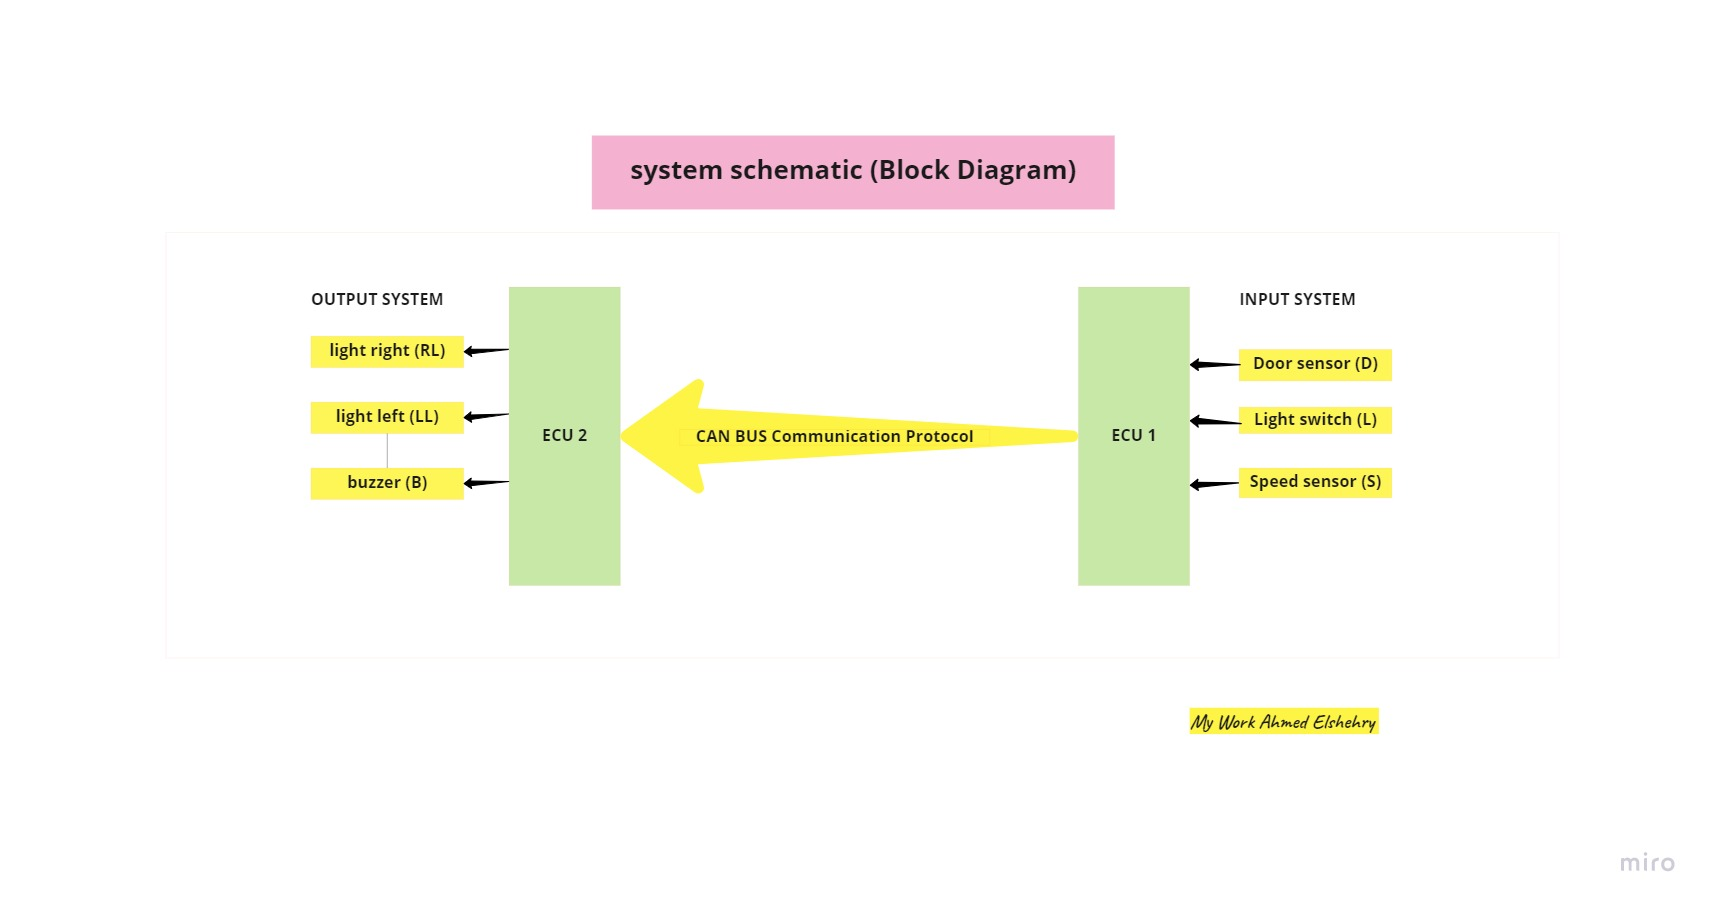 system schematic (Block Diagram)
OUTPUT SYSTEM
light right (RL)
light left (LL)
buzzer (B)
ECU 2
CAN BUS Communication Protocol
ECU 1
INPUT SYSTEM
Door sensor (D)
Light switch (L)
Speed sensor (S)
My Work Ahmed Elshehry
miro